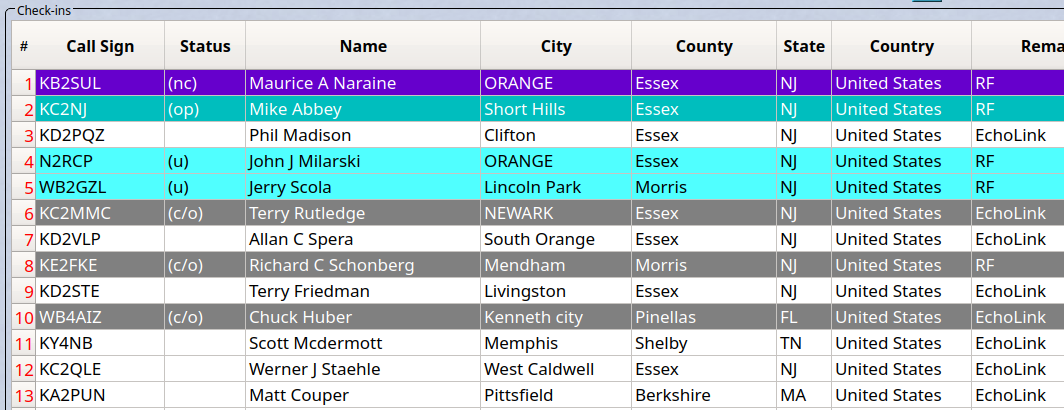 Check-ins
# Call Sign Status Name City County State Country Rema
1 KB2SUL (nc) Maurice A Naraine ORANGE Essex NJ United States RF
2 KC2NJ (op) Mike Abbey Short Hills Essex NJ United States RF
3 KD2PQZ Phil Madison Clifton Essex NJ United States EchoLink
4 N2RCP (u) John J Milarski ORANGE Essex NJ United States RF
5 WB2GZL (u) Jerry Scola Lincoln Park Morris NJ United States RF
6 KC2MMC (c/o) Terry Rutledge NEWARK Essex NJ United States EchoLink
7 KD2VLP Allan C Spera South Orange Essex NJ United States EchoLink
8 KE2FKE (c/o) Richard C Schonberg Mendham Morris NJ United States RF
9 KD2STE Terry Friedman Livingston Essex NJ United States EchoLink
10 WB4AIZ (c/o) Chuck Huber Kenneth city Pinellas FL United States EchoLink
11 KY4NB Scott Mcdermott Memphis Shelby TN United States EchoLink
12 KC2QLE Werner J Staehle West Caldwell Essex NJ United States EchoLink
13 KA2PUN Matt Couper Pittsfield Berkshire MA United States EchoLink